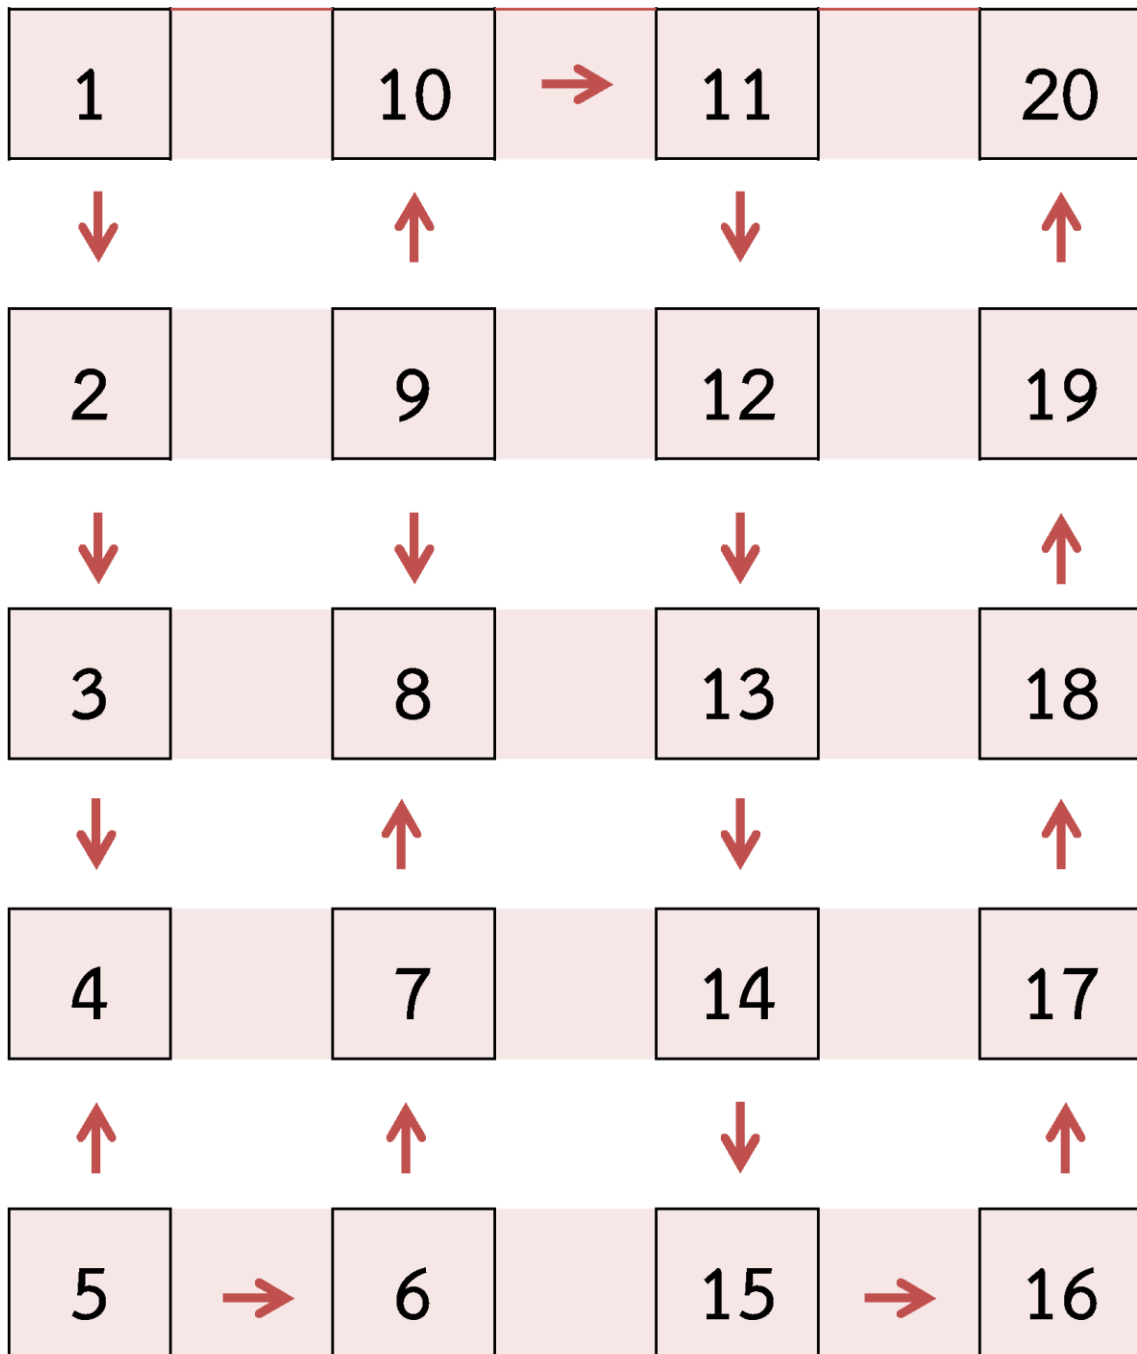 1 → 10 → 11 20
↓ ↑ ↓ ↑
2 9 12 19
↓ ↓ ↓ ↑
3 8 13 18
↓ ↑ ↓ ↑
4 7 14 17
↑ ↑ ↓ ↑
5 → 6 15 → 16